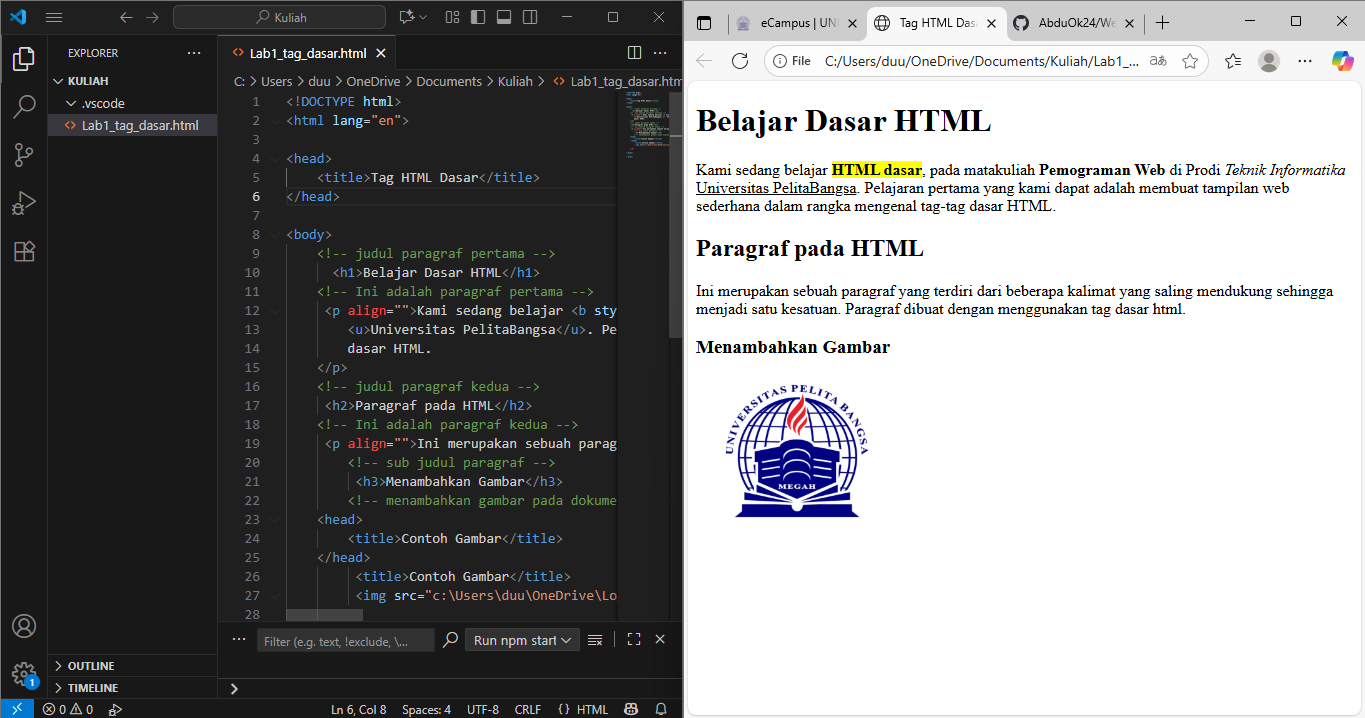 Kuliah
EXPLORER
KULIAH
.vscode
Lab1_tag_dasar.html
OUTLINE
TIMELINE
Lab1_tag_dasar.html
C: > Users > duu > OneDrive > Documents > Kuliah > Lab1_tag_dasar.htm
1 <!DOCTYPE html>
2 <html lang="en">
3
4 <head>
5 <title>Tag HTML Dasar</title>
6 </head>
7
8 <body>
9 <!-- judul paragraf pertama -->
10 <h1>Belajar Dasar HTML</h1>
11 <!-- Ini adalah paragraf pertama -->
12 <p align="">Kami sedang belajar <b sty
13 <u>Universitas PelitaBangsa</u>. Pe
14 dasar HTML.
15 </p>
16 <!-- judul paragraf kedua -->
17 <h2>Paragraf pada HTML</h2>
18 <!-- Ini adalah paragraf kedua -->
19 <p align="">Ini merupakan sebuah parag
20 <!-- sub judul paragraf -->
21 <h3>Menambahkan Gambar</h3>
22 <!-- menambahkan gambar pada dokume
23 <head>
24 <title>Contoh Gambar</title>
25 </head>
26 <title>Contoh Gambar</title>
27 <img src="c:\Users\duu\OneDrive\Lo
28
Filter (e.g. text, !exclude, \...
Run npm start
1
0 0
Ln 6, Col 8 Spaces: 4 UTF-8 CRLF {} HTML
eCampus | UNI
Tag HTML Das
AbduOk24/We
File C:/Users/duu/OneDrive/Documents/Kuliah/Lab1_...
Belajar Dasar HTML
Kami sedang belajar HTML dasar, pada matakuliah Pemograman Web di Prodi Teknik Informatika
Universitas PelitaBangsa. Pelajaran pertama yang kami dapat adalah membuat tampilan web
sederhana dalam rangka mengenal tag-tag dasar HTML.
Paragraf pada HTML
Ini merupakan sebuah paragraf yang terdiri dari beberapa kalimat yang saling mendukung sehingga
menjadi satu kesatuan. Paragraf dibuat dengan menggunakan tag dasar html.
Menambahkan Gambar
UNIVERSITAS PELITA BANGSA
MEGAH